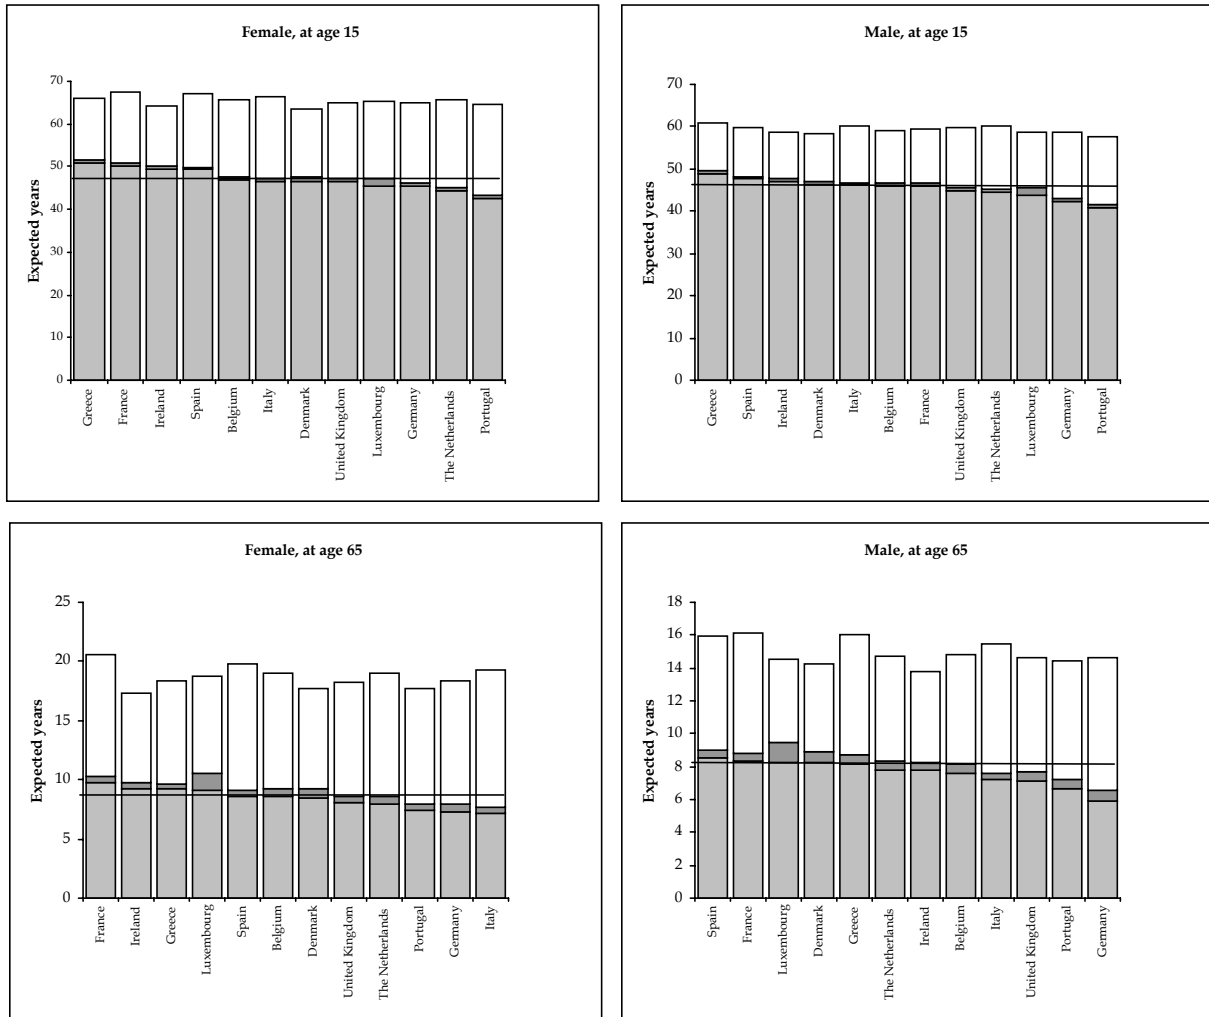 Female, at age 15
Expected years
70
60
50
40
30
20
10
0
Greece
France
Ireland
Spain
Belgium
Italy
Denmark
United Kingdom
Luxembourg
Germany
The Netherlands
Portugal
Male, at age 15
Expected years
70
60
50
40
30
20
10
0
Greece
Spain
Ireland
Denmark
Italy
Belgium
France
United Kingdom
The Netherlands
Luxembourg
Germany
Portugal
Female, at age 65
Expected years
25
20
15
10
5
0
France
Ireland
Greece
Luxembourg
Spain
Belgium
Denmark
United Kingdom
The Netherlands
Portugal
Germany
Italy
Male, at age 65
Expected years
18
16
14
12
10
8
6
4
2
0
Spain
France
Luxembourg
Denmark
Greece
The Netherlands
Ireland
Belgium
Italy
United Kingdom
Portugal
Germany